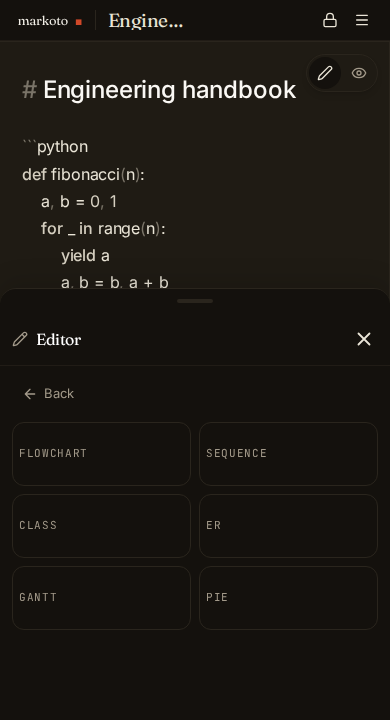 markoto
Engine...
# Engineering handbook
```python
def fibonacci(n):
    a, b = 0, 1
    for _ in range(n):
        yield a
        a, b = b, a + b
Editor
Back
FLOWCHART
SEQUENCE
CLASS
ER
GANTT
PIE